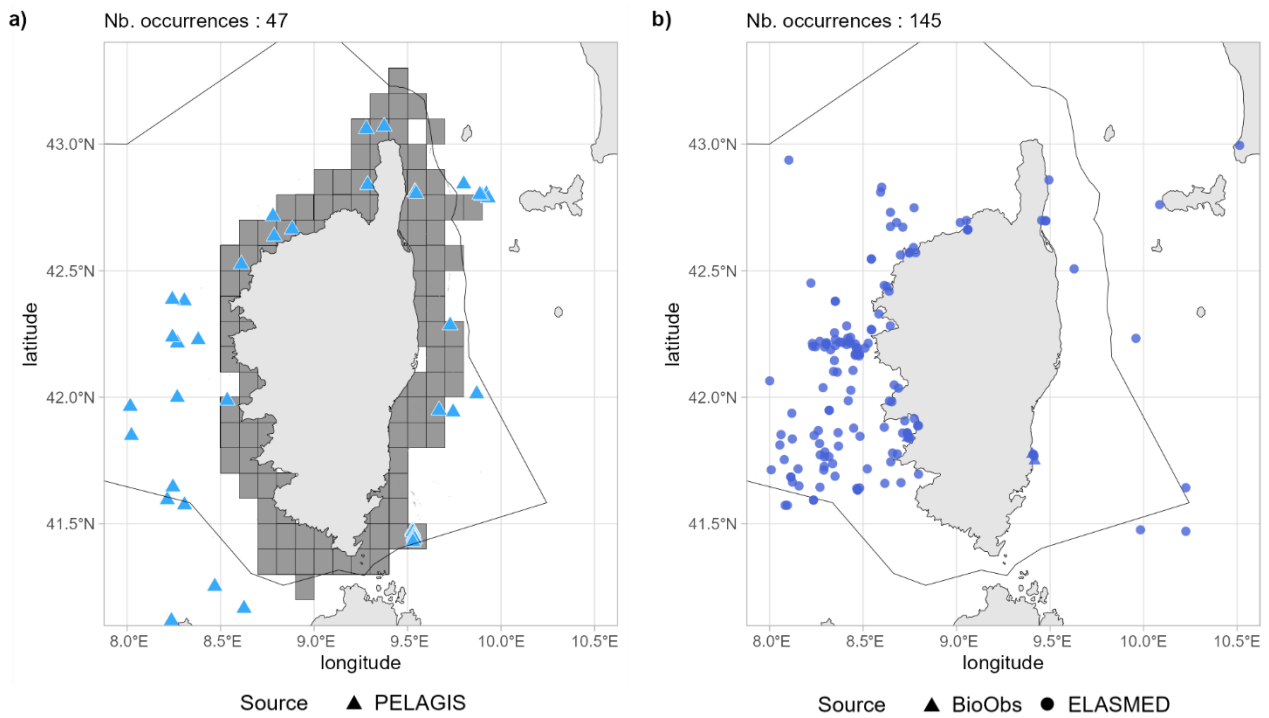 a) Nb. occurrences : 47
43.0°N
42.5°N
42.0°N
41.5°N
latitude
8.0°E 8.5°E 9.0°E 9.5°E 10.0°E 10.5°E
longitude
Source PELAGIS
b) Nb. occurrences : 145
43.0°N
42.5°N
42.0°N
41.5°N
latitude
8.0°E 8.5°E 9.0°E 9.5°E 10.0°E 10.5°E
longitude
Source BioObs ELASMED